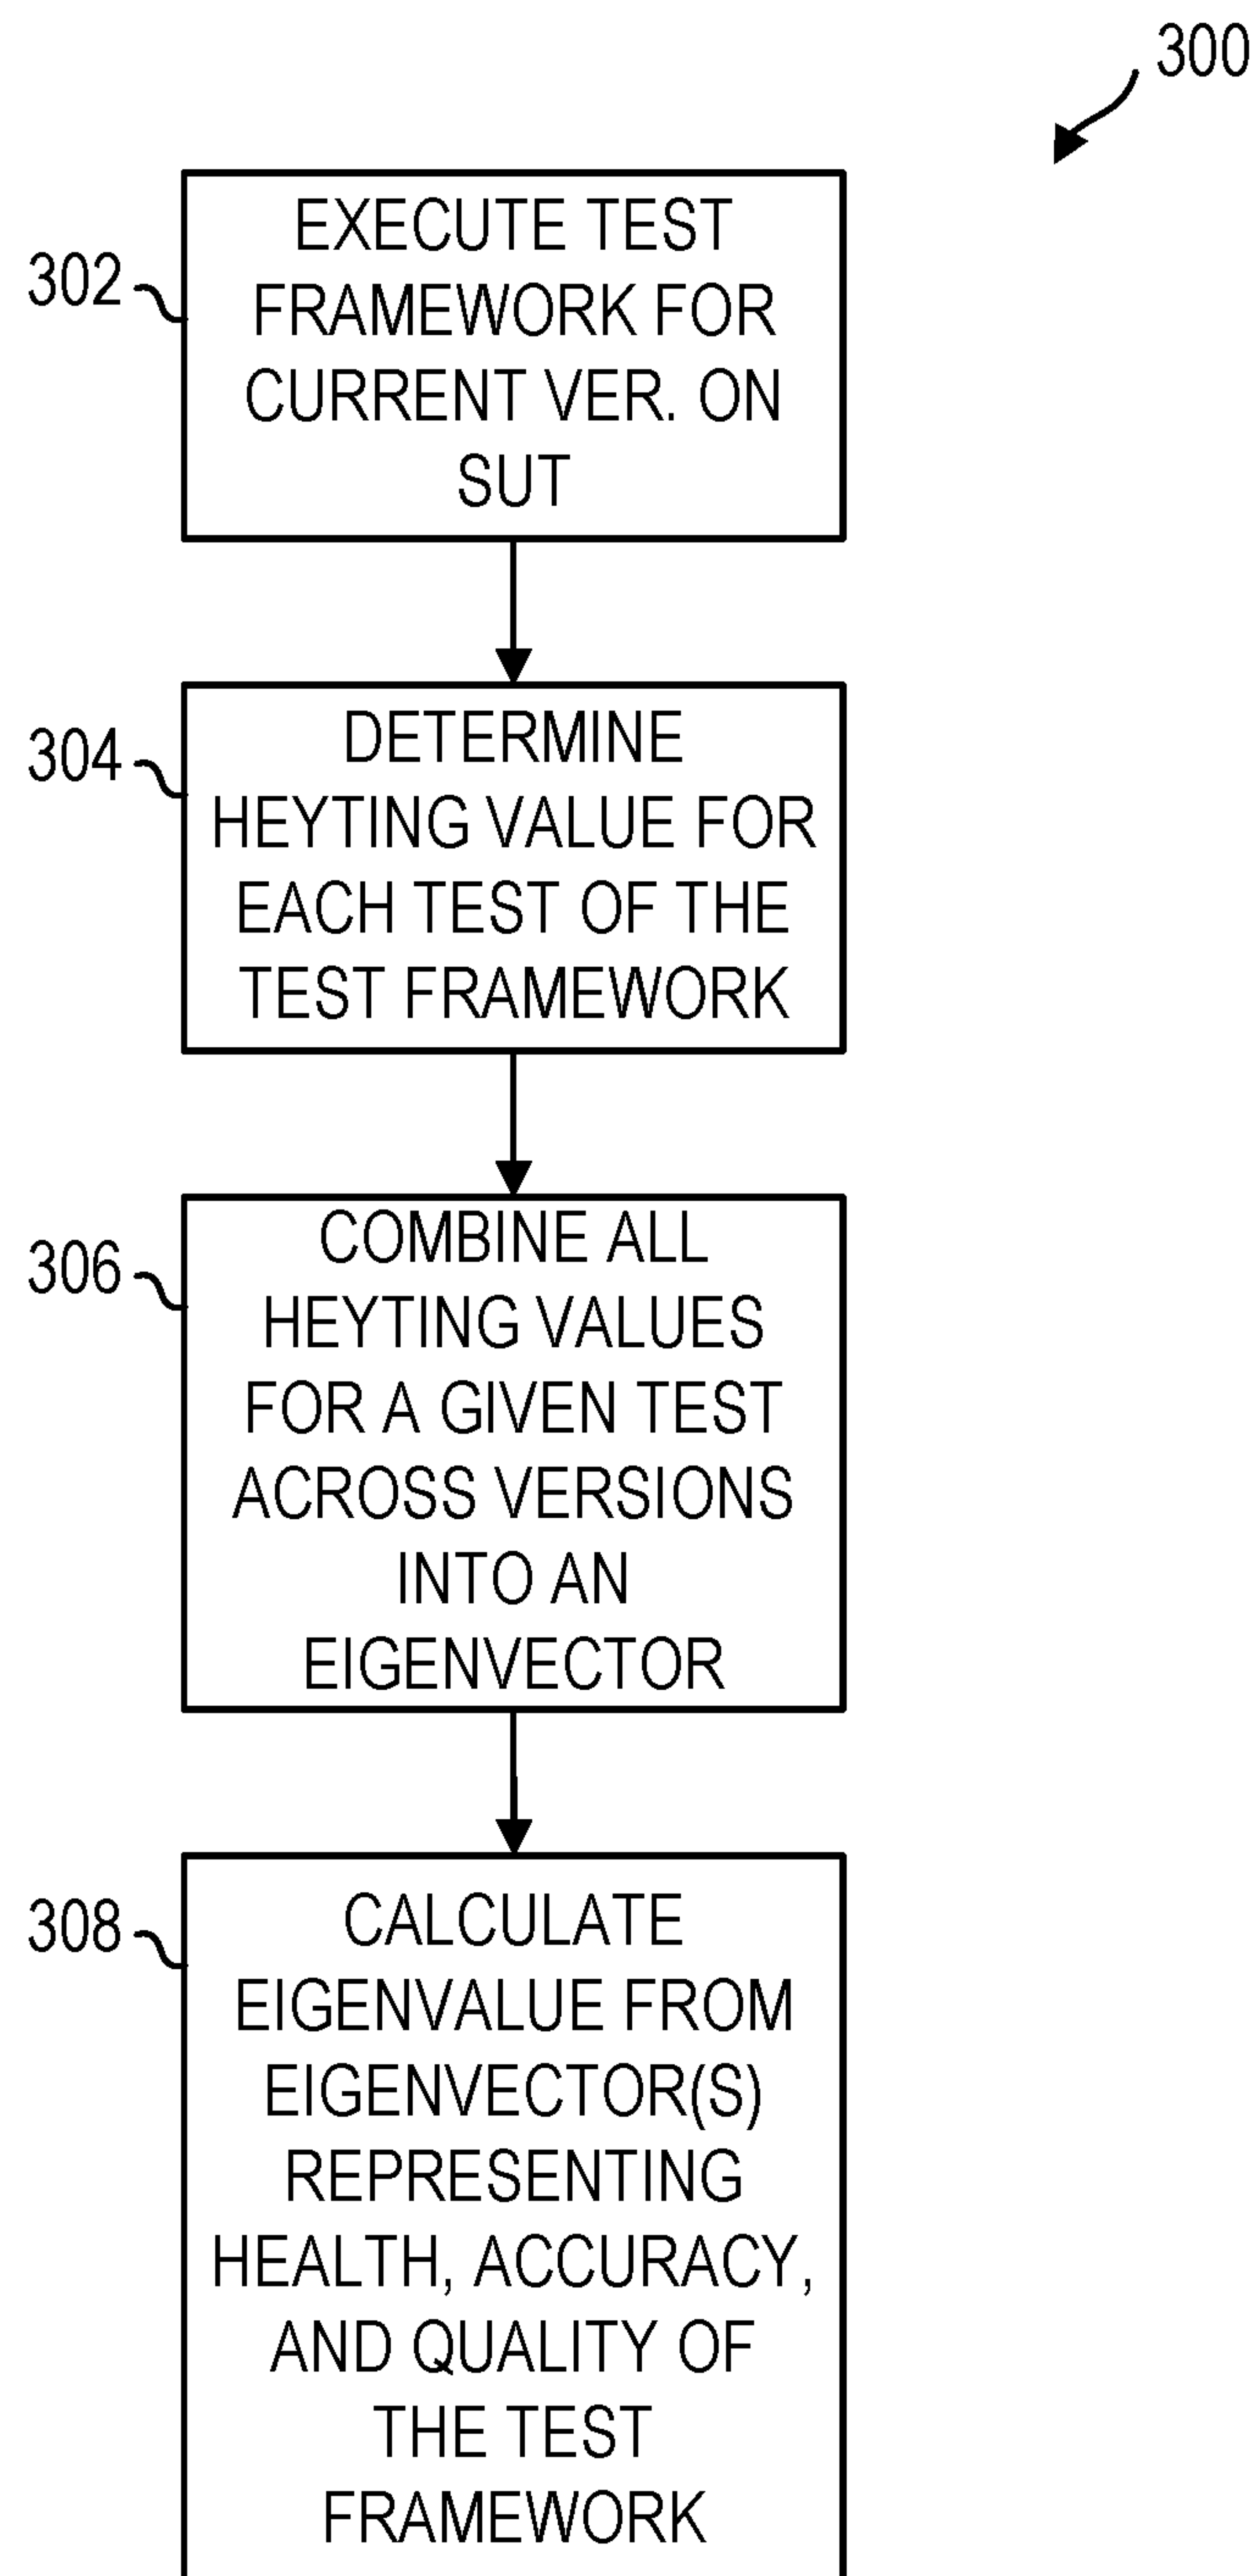 300
302
EXECUTE TEST
FRAMEWORK FOR
CURRENT VER. ON
SUT
304
DETERMINE
HEYTING VALUE FOR
EACH TEST OF THE
TEST FRAMEWORK
306
COMBINE ALL
HEYTING VALUES
FOR A GIVEN TEST
ACROSS VERSIONS
INTO AN
EIGENVECTOR
308
CALCULATE
EIGENVALUE FROM
EIGENVECTOR(S)
REPRESENTING
HEALTH, ACCURACY,
AND QUALITY OF
THE TEST
FRAMEWORK